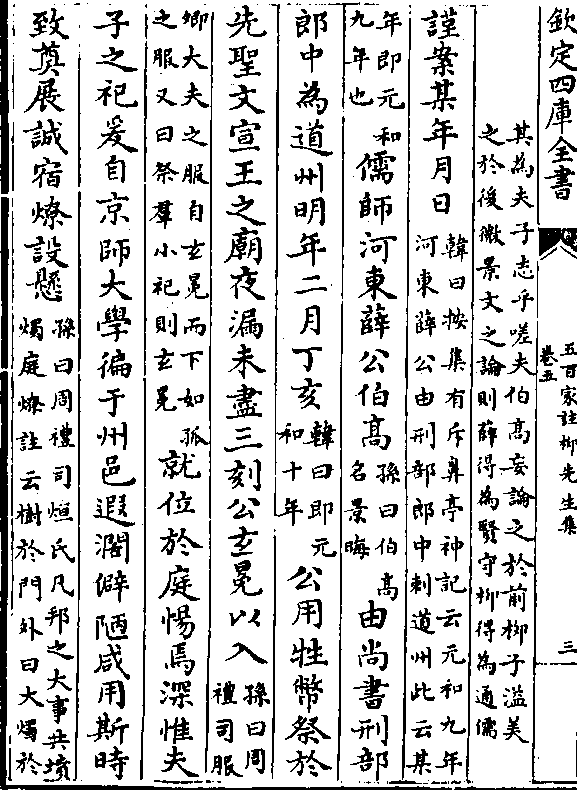 欽定四庫全書
五百家註柳先生集
卷五
三
其為夫子志乎嗟夫伯高妄論之於前柳子溢美
之於後微景文之論則薛得為賢守柳得為通儒
謹案某年月日韓曰按集有斥鼻亭神記云元和九年河東薛公由刑部郎中刺道州此云某
年即元和九年也儒師河東薛公伯高孫曰伯高名景晦由尚書刑部
郎中為道州明年二月丁亥韓曰即元和十年公用牲幣祭於
先聖文宣王之廟夜漏未盡三刻公玄冕以入孫曰周禮司服
卿大夫之服自玄冕而下如孤之服又曰祭羣小祀則玄冕就位於庭惕焉深惟夫
子之祀爰自京師大學徧于州邑遐濶僻陋咸用斯時
致奠展誠宿燎設懸孫曰周禮司烜氏凡邦之大事共墳燭庭燎註云樹於門外曰大燭於